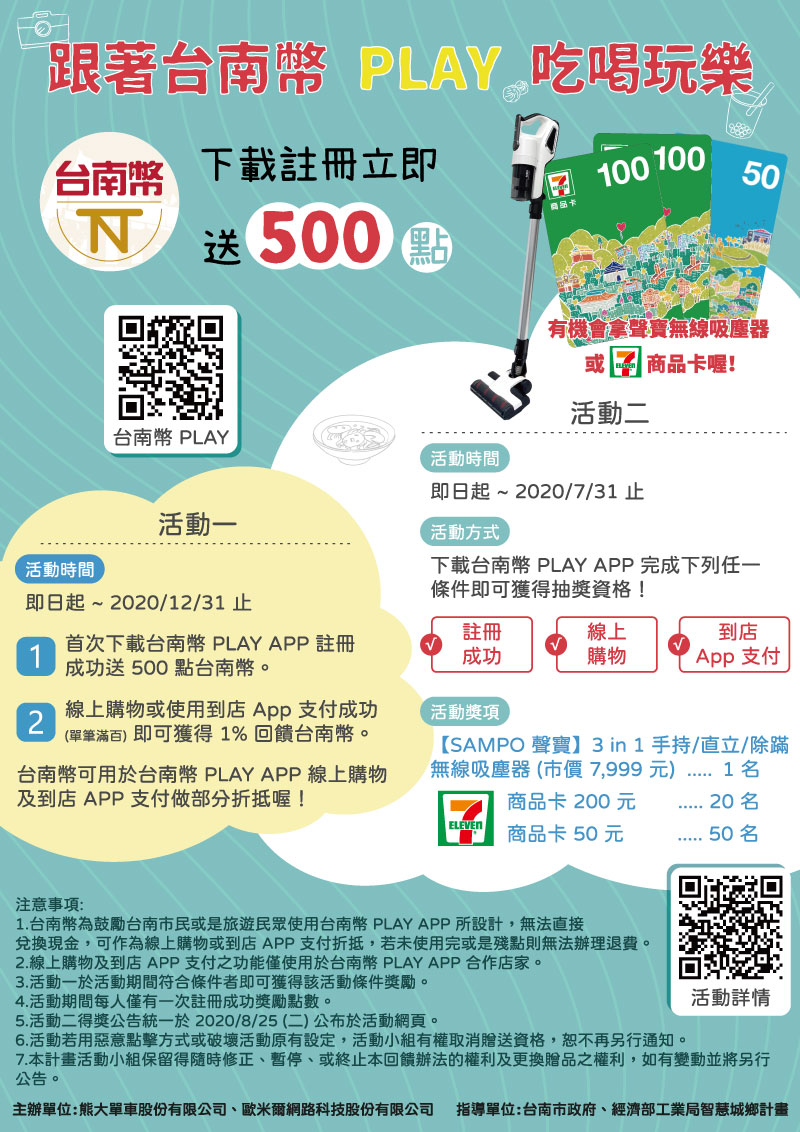 跟著台南幣 PLAY 吃喝玩樂
台南幣
下載註冊立即
送 500 點
100
100
50
7
ELEVEN
商品卡
有機會拿聲寶無線吸塵器
或 7 ELEVEN 商品卡喔!
台南幣 PLAY
活動一
活動時間
即日起 ~ 2020/12/31 止
1 首次下載台南幣 PLAY APP 註冊
成功送 500 點台南幣。
2 線上購物或使用到店 App 支付成功
(單筆滿百) 即可獲得 1% 回饋台南幣。
台南幣可用於台南幣 PLAY APP 線上購物
及到店 APP 支付做部分折抵喔！
活動二
活動時間
即日起 ~ 2020/7/31 止
活動方式
下載台南幣 PLAY APP 完成下列任一
條件即可獲得抽獎資格！
√ 註冊
成功
√ 線上
購物
√ 到店
App 支付
活動獎項
【SAMPO 聲寶】3 in 1 手持/直立/除蹣
無線吸塵器 (市價 7,999 元) ..... 1 名
7
ELEVEn
商品卡 200 元 ..... 20 名
商品卡 50 元 ..... 50 名
注意事項:
1.台南幣為鼓勵台南市民或是旅遊民眾使用台南幣 PLAY APP 所設計，無法直接
兌換現金，可作為線上購物或到店 APP 支付折抵，若未使用完或是殘點則無法辦理退費。
2.線上購物及到店 APP 支付之功能僅使用於台南幣 PLAY APP 合作店家。
3.活動一於活動期間符合條件者即可獲得該活動條件獎勵。
4.活動期間每人僅有一次註冊成功獎勵點數。
5.活動二得獎公告統一於 2020/8/25 (二) 公布於活動網頁。
6.活動若用惡意點擊方式或破壞活動原有設定，活動小組有權取消贈送資格，恕不再另行通知。
7.本計畫活動小組保留得隨時修正、暫停、或終止本回饋辦法的權利及更換贈品之權利，如有變動並將另行
公告。
活動詳情
主辦單位:熊大單車股份有限公司、歐米爾網路科技股份有限公司 指導單位:台南市政府、經濟部工業局智慧城鄉計畫